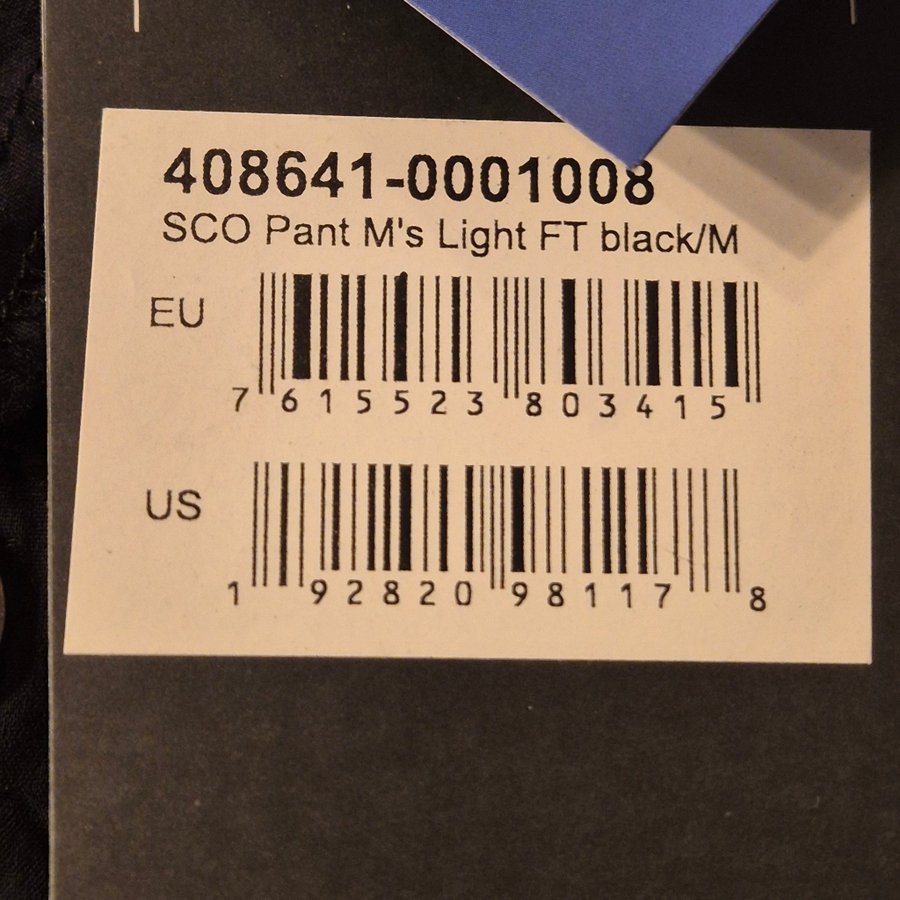 408641-0001008
SCO Pant M's Light FT black/M
EU
7 615523 803415
US
1 92820 98117 8